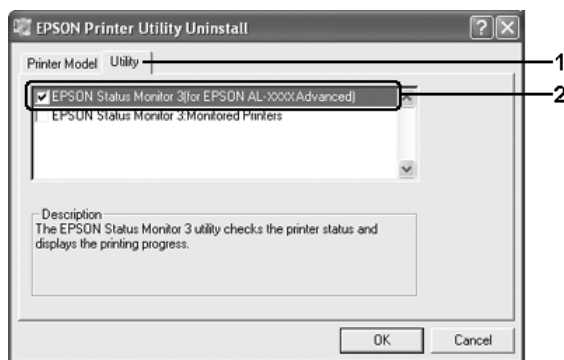 EPSON Printer Utility Uninstall
Printer Model Utility
1
EPSON Status Monitor 3(for EPSON AL-XXXX Advanced)
2
EPSON Status Monitor 3:Monitored Printers
Description
The EPSON Status Monitor 3 utility checks the printer status and
displays the printing progress.
OK Cancel